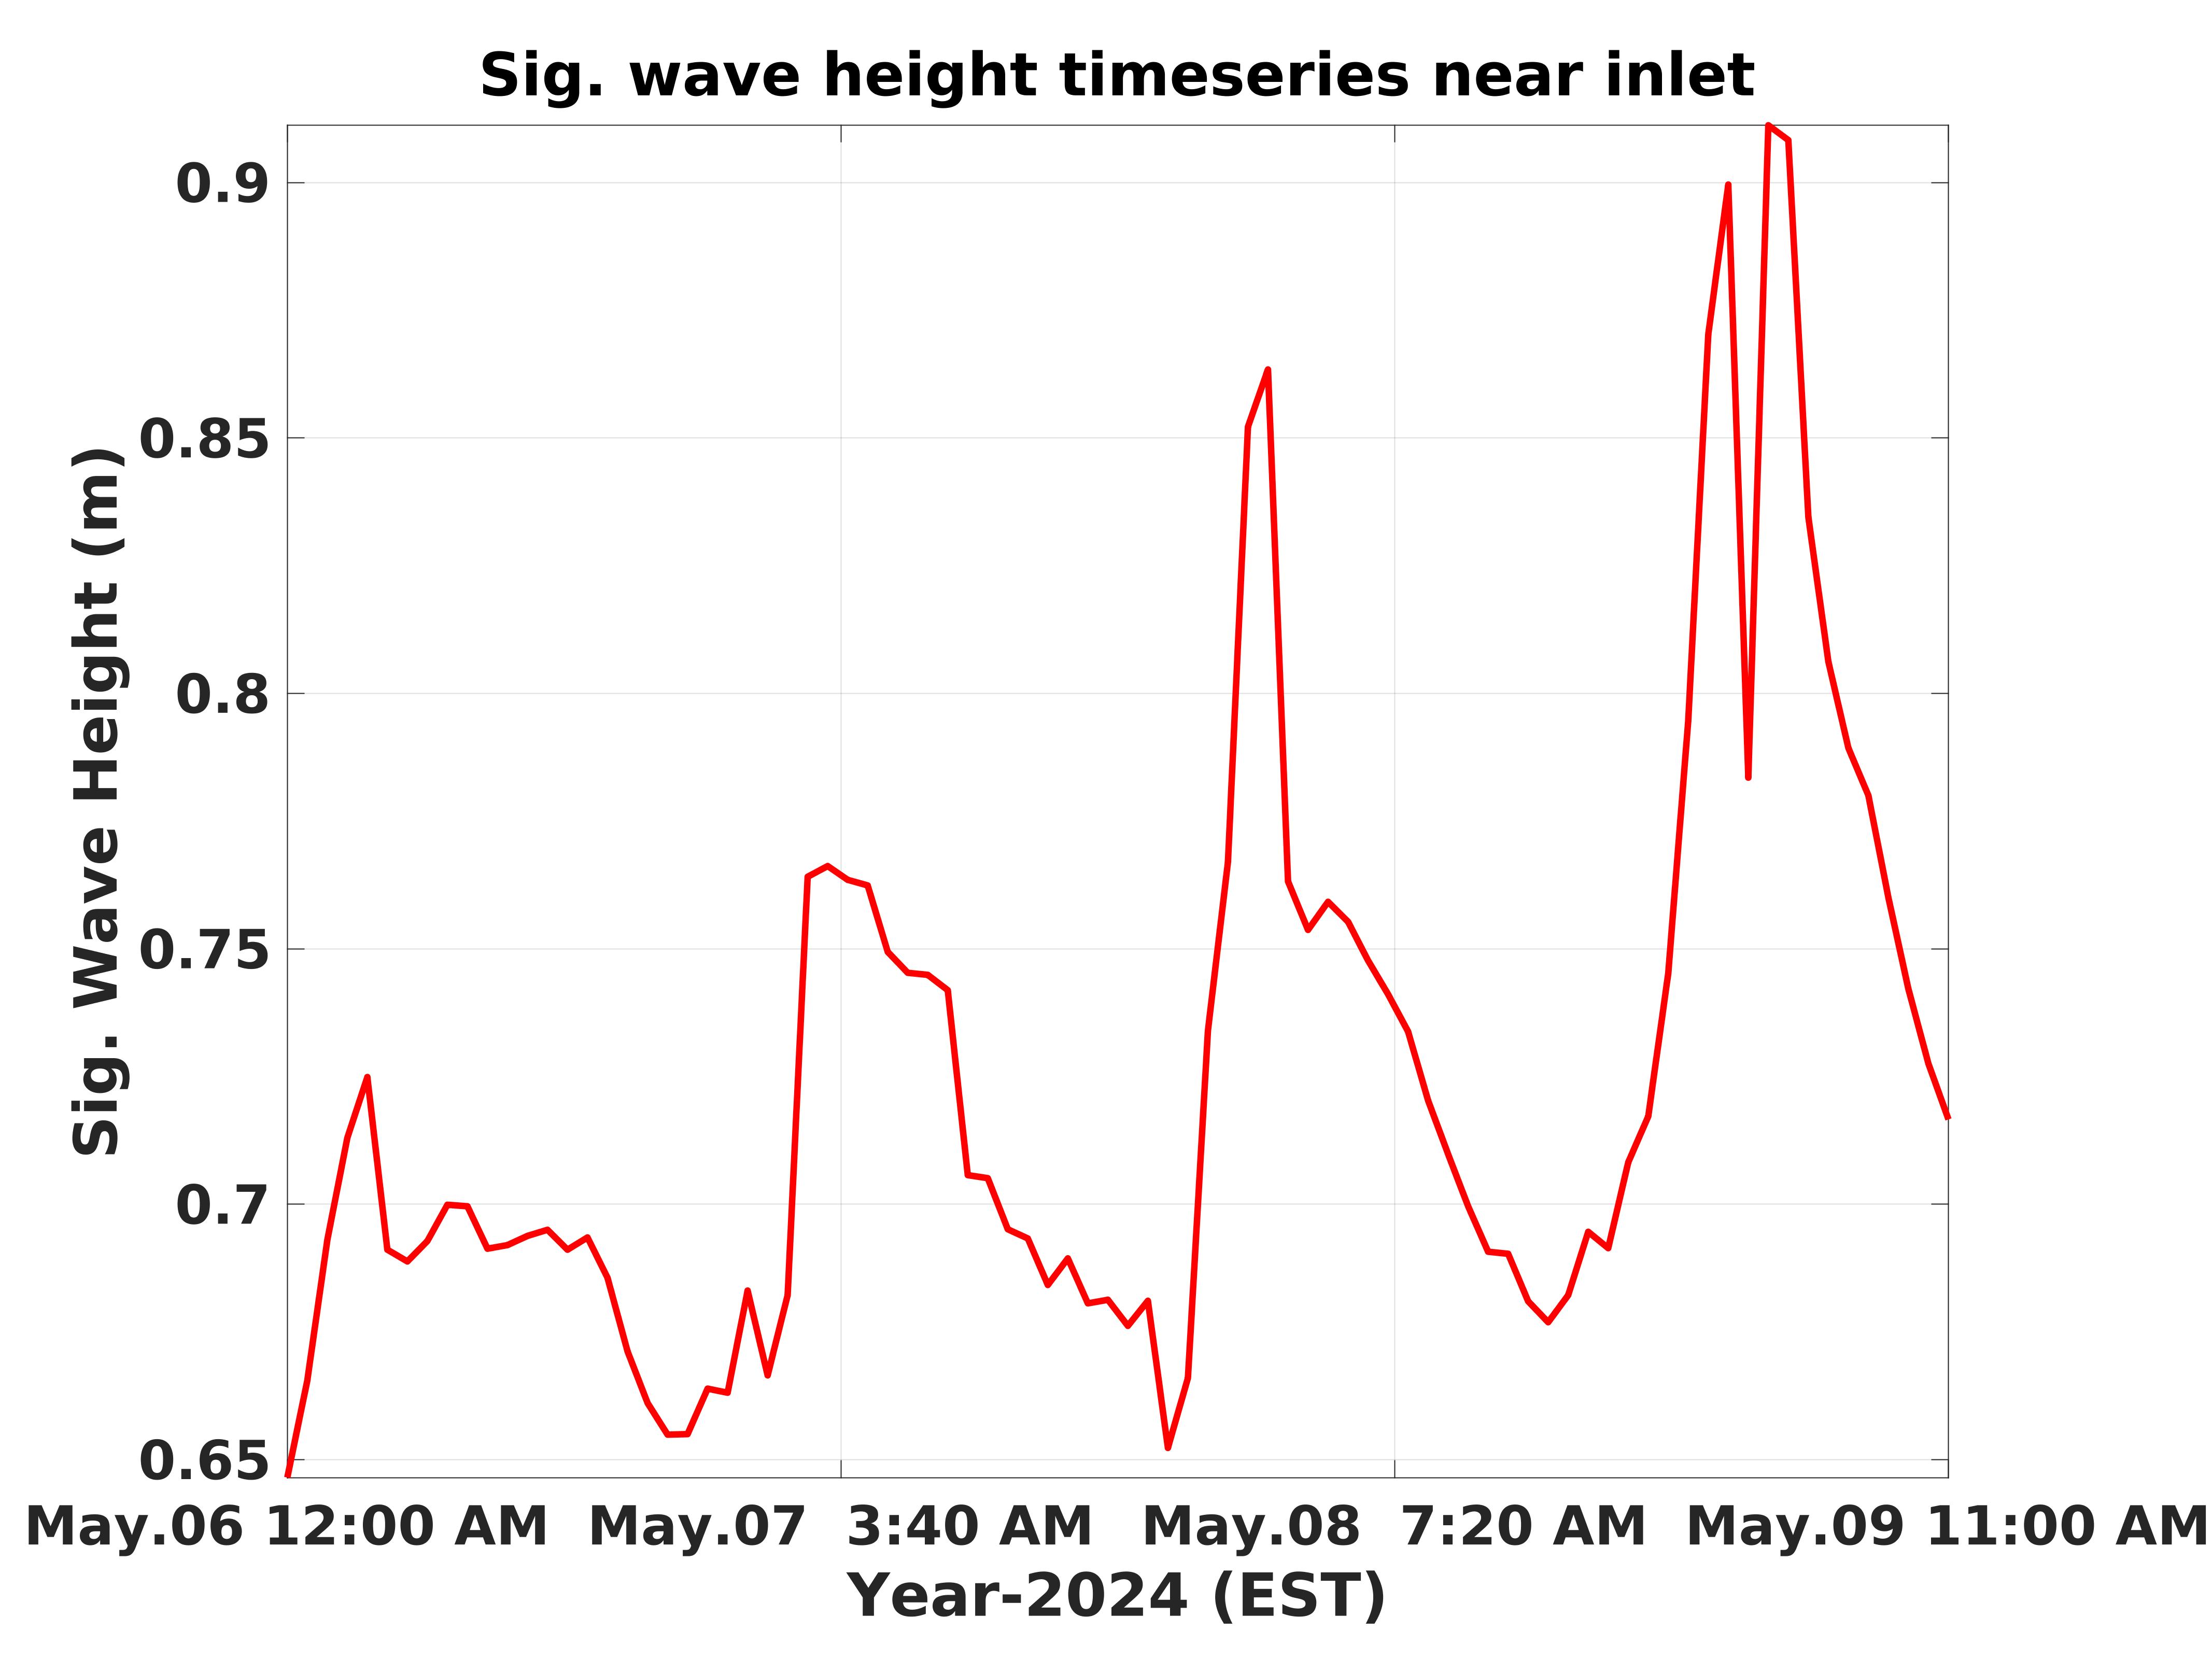 Sig. wave height timeseries near inlet
Sig. Wave Height (m)
0.9
0.85
0.8
0.75
0.7
0.65
May.06 12:00 AM May.07 3:40 AM May.08 7:20 AM May.09 11:00 AM
Year-2024 (EST)